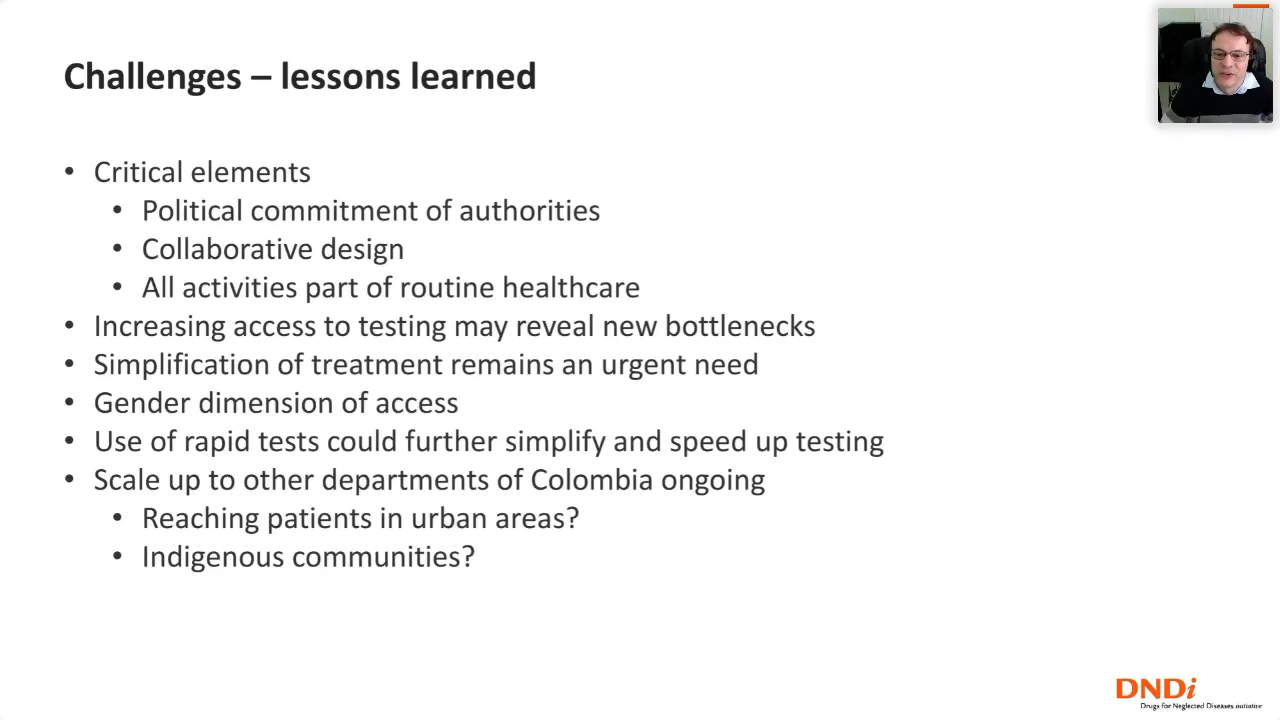 Challenges – lessons learned
• Critical elements
• Political commitment of authorities
• Collaborative design
• All activities part of routine healthcare
• Increasing access to testing may reveal new bottlenecks
• Simplification of treatment remains an urgent need
• Gender dimension of access
• Use of rapid tests could further simplify and speed up testing
• Scale up to other departments of Colombia ongoing
• Reaching patients in urban areas?
• Indigenous communities?
DNDi
Drugs for Neglected Diseases initiative